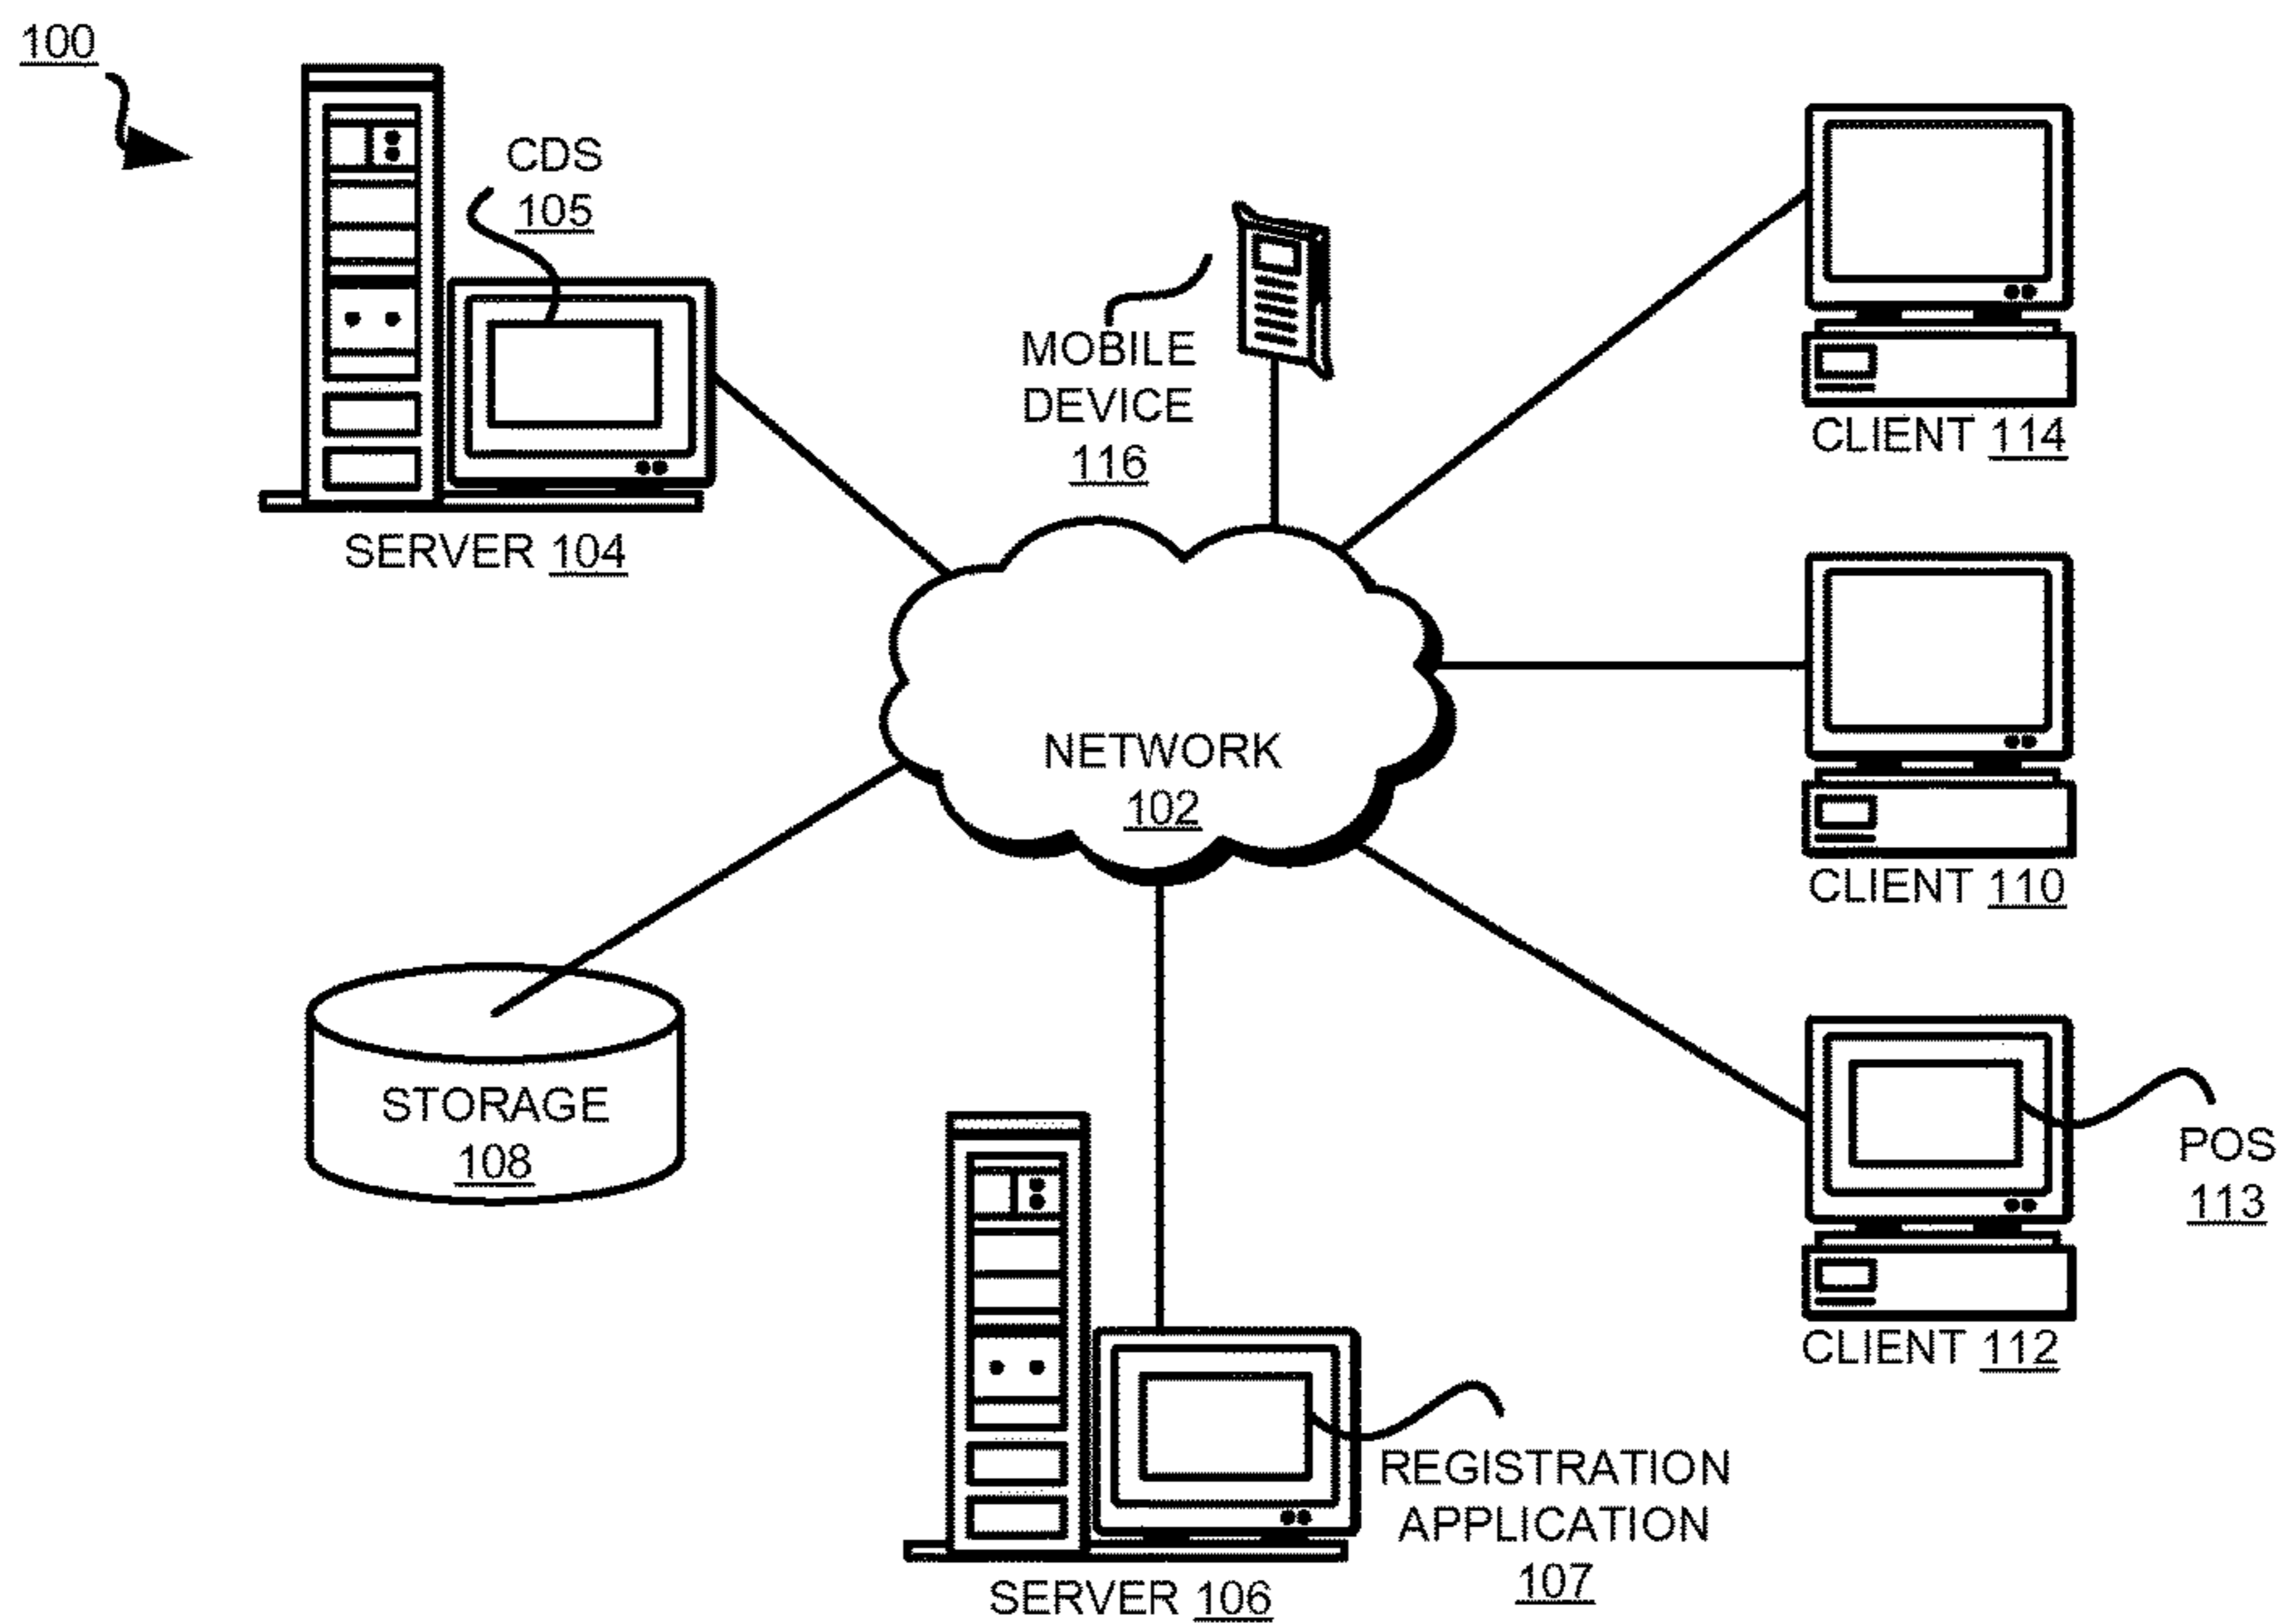 100
CDS
105
SERVER 104
MOBILE
DEVICE
116
CLIENT 114
NETWORK
102
CLIENT 110
STORAGE
108
POS
113
CLIENT 112
REGISTRATION
APPLICATION
107
SERVER 106